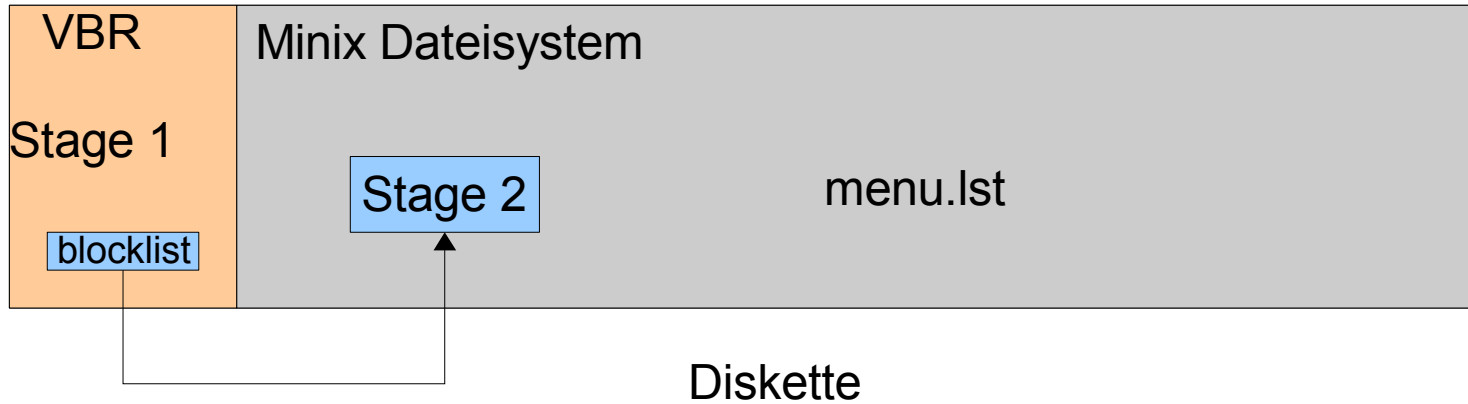 VBR
Minix Dateisystem
Stage 1
Stage 2
menu.lst
blocklist
Diskette